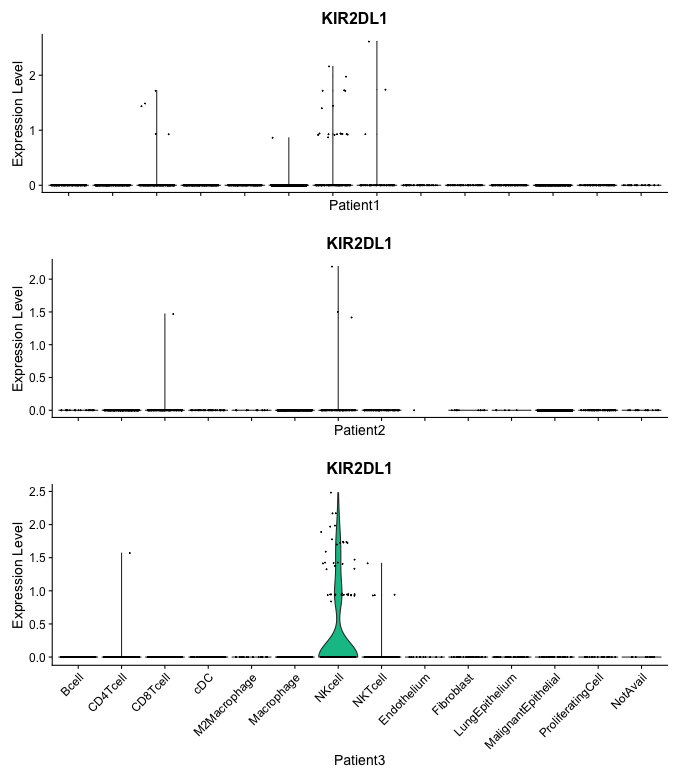 KIR2DL1
Expression Level
2
1
0
Patient1
KIR2DL1
Expression Level
2.0
1.5
1.0
0.5
0.0
Patient2
KIR2DL1
Expression Level
2.5
2.0
1.5
1.0
0.5
0.0
Bcell
CD4Tcell
CD8Tcell
cDC
M2Macrophage
Macrophage
NKcell
NKTcell
Endothelium
Fibroblast
LungEpithelium
MalignantEpithelial
ProliferatingCell
NotAvail
Patient3